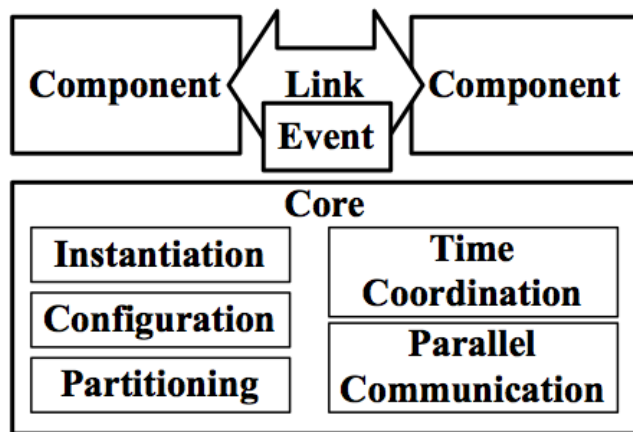 Component
Link
Component
Event
Core
Instantiation
Configuration
Partitioning
Time
Coordination
Parallel
Communication